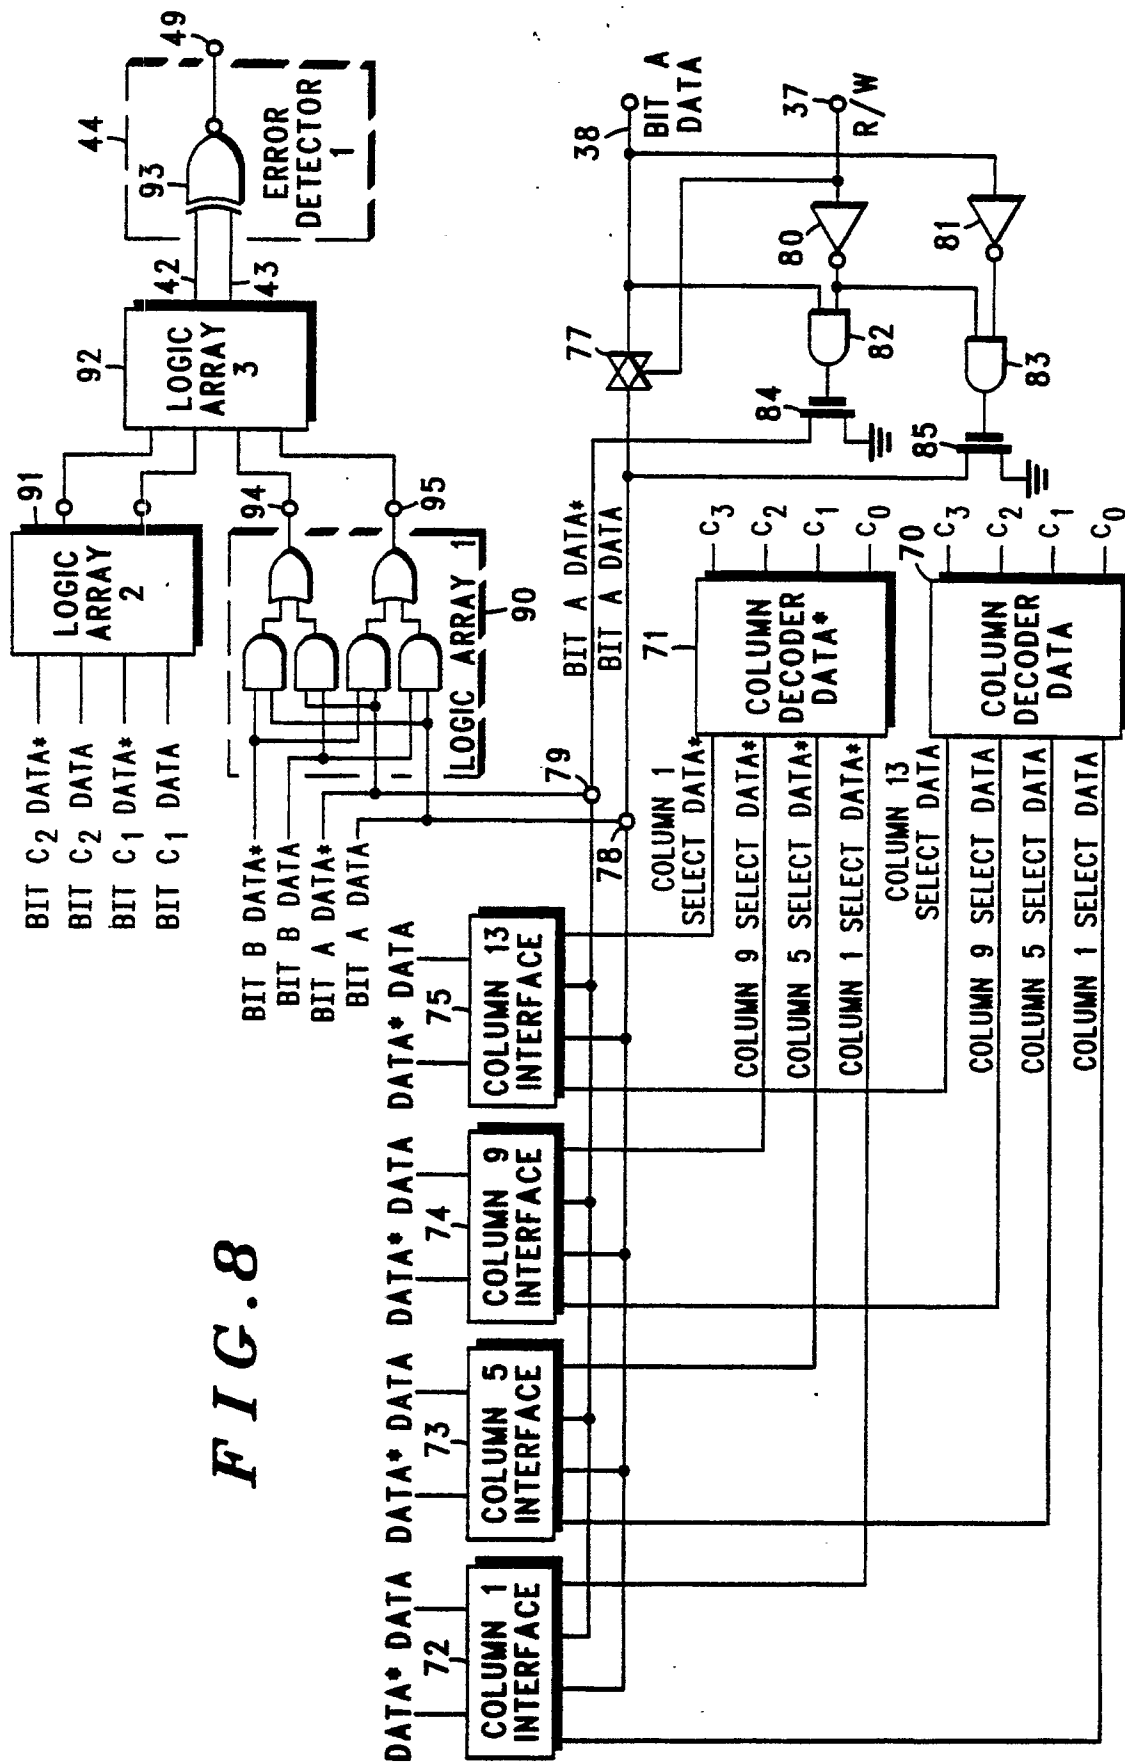 FIG.8
BIT C2 DATA*
BIT C2 DATA
BIT C1 DATA*
BIT C1 DATA
91
LOGIC
ARRAY
2
92
LOGIC
ARRAY
3
42
43
44
93
ERROR
DETECTOR
1
49
BIT B DATA*
BIT B DATA
BIT A DATA*
BIT A DATA
LOGIC ARRAY 1
90
94
95
DATA* DATA
72
COLUMN 1
INTERFACE
DATA* DATA
73
COLUMN 5
INTERFACE
DATA* DATA
74
COLUMN 9
INTERFACE
DATA* DATA
75
COLUMN 13
INTERFACE
79
78
BIT A DATA*
BIT A DATA
77
38
BIT A
DATA
37
R/W
80
81
82
83
84
85
COLUMN 1
SELECT DATA*
COLUMN 9 SELECT DATA*
COLUMN 5 SELECT DATA*
COLUMN 1 SELECT DATA*
71
COLUMN
DECODER
DATA*
C3
C2
C1
C0
COLUMN 13
SELECT DATA
COLUMN 9 SELECT DATA
COLUMN 5 SELECT DATA
COLUMN 1 SELECT DATA
70
COLUMN
DECODER
DATA
C3
C2
C1
C0